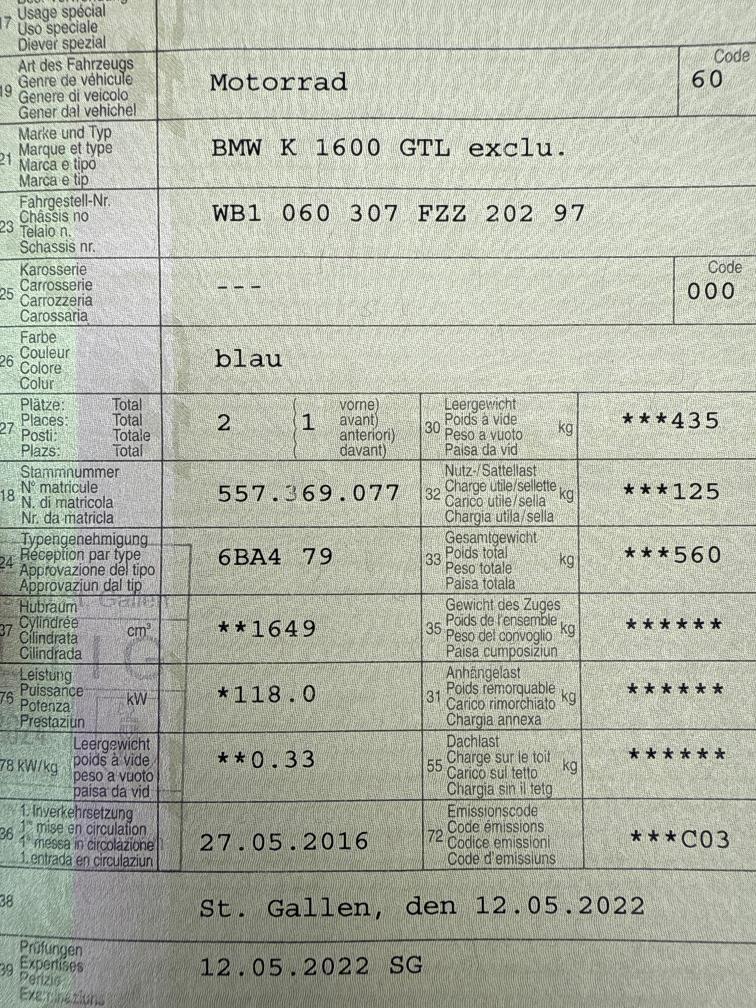 17 Usage spécial
Uso speciale
Diever spezial
19 Art des Fahrzeugs
Genre de véhicule
Genere di veicolo
Gener dal vehichel
Motorrad
Code
60
21 Marke und Typ
Marque et type
Marca e tipo
Marca e tip
BMW K 1600 GTL exclu.
23 Fahrgestell-Nr.
Châssis no
Telaio n.
Schassis nr.
WB1 060 307 FZZ 202 97
25 Karosserie
Carrosserie
Carrozzeria
Carossaria
---
Code
000
26 Farbe
Couleur
Colore
Colur
blau
27 Plätze: Total
Places: Total
Posti: Totale
Plazs: Total
2 ( 1 vorne)
avant)
anteriori)
davant)
30 Leergewicht
Poids à vide
Peso a vuoto
Paisa da vid
kg
***435
18 Stammnummer
N° matricule
N. di matricola
Nr. da matricla
557.369.077
32 Nutz-/Sattellast
Charge utile/sellette
Carico utile/sella
Chargia utila/sella
kg
***125
24 Typengenehmigung
Réception par type
Approvazione del tipo
Approvaziun dal tip
6BA4 79
33 Gesamtgewicht
Poids total
Peso totale
Paisa totala
kg
***560
37 Hubraum
Cylindrée
Cilindrata
Cilindrada
cm³
**1649
35 Gewicht des Zuges
Poids de l'ensemble
Peso del convoglio
Paisa cumposiziun
kg
******
76 Leistung
Puissance
Potenza
Prestaziun
kW
*118.0
31 Anhängelast
Poids remorquable
Carico rimorchiato
Chargia annexa
kg
******
78 kW/kg Leergewicht
poids à vide
peso a vuoto
paisa da vid
**0.33
55 Dachlast
Charge sur le toit
Carico sul tetto
Chargia sin il tetg
kg
******
36 1. Inverkehrsetzung
1re mise en circulation
1a messa in circolazione
1. entrada en circulaziun
27.05.2016
72 Emissionscode
Code émissions
Codice emissioni
Code d'emissiuns
***C03
38
St. Gallen, den 12.05.2022
39 Prüfungen
Expertises
Perizie
12.05.2022 SG